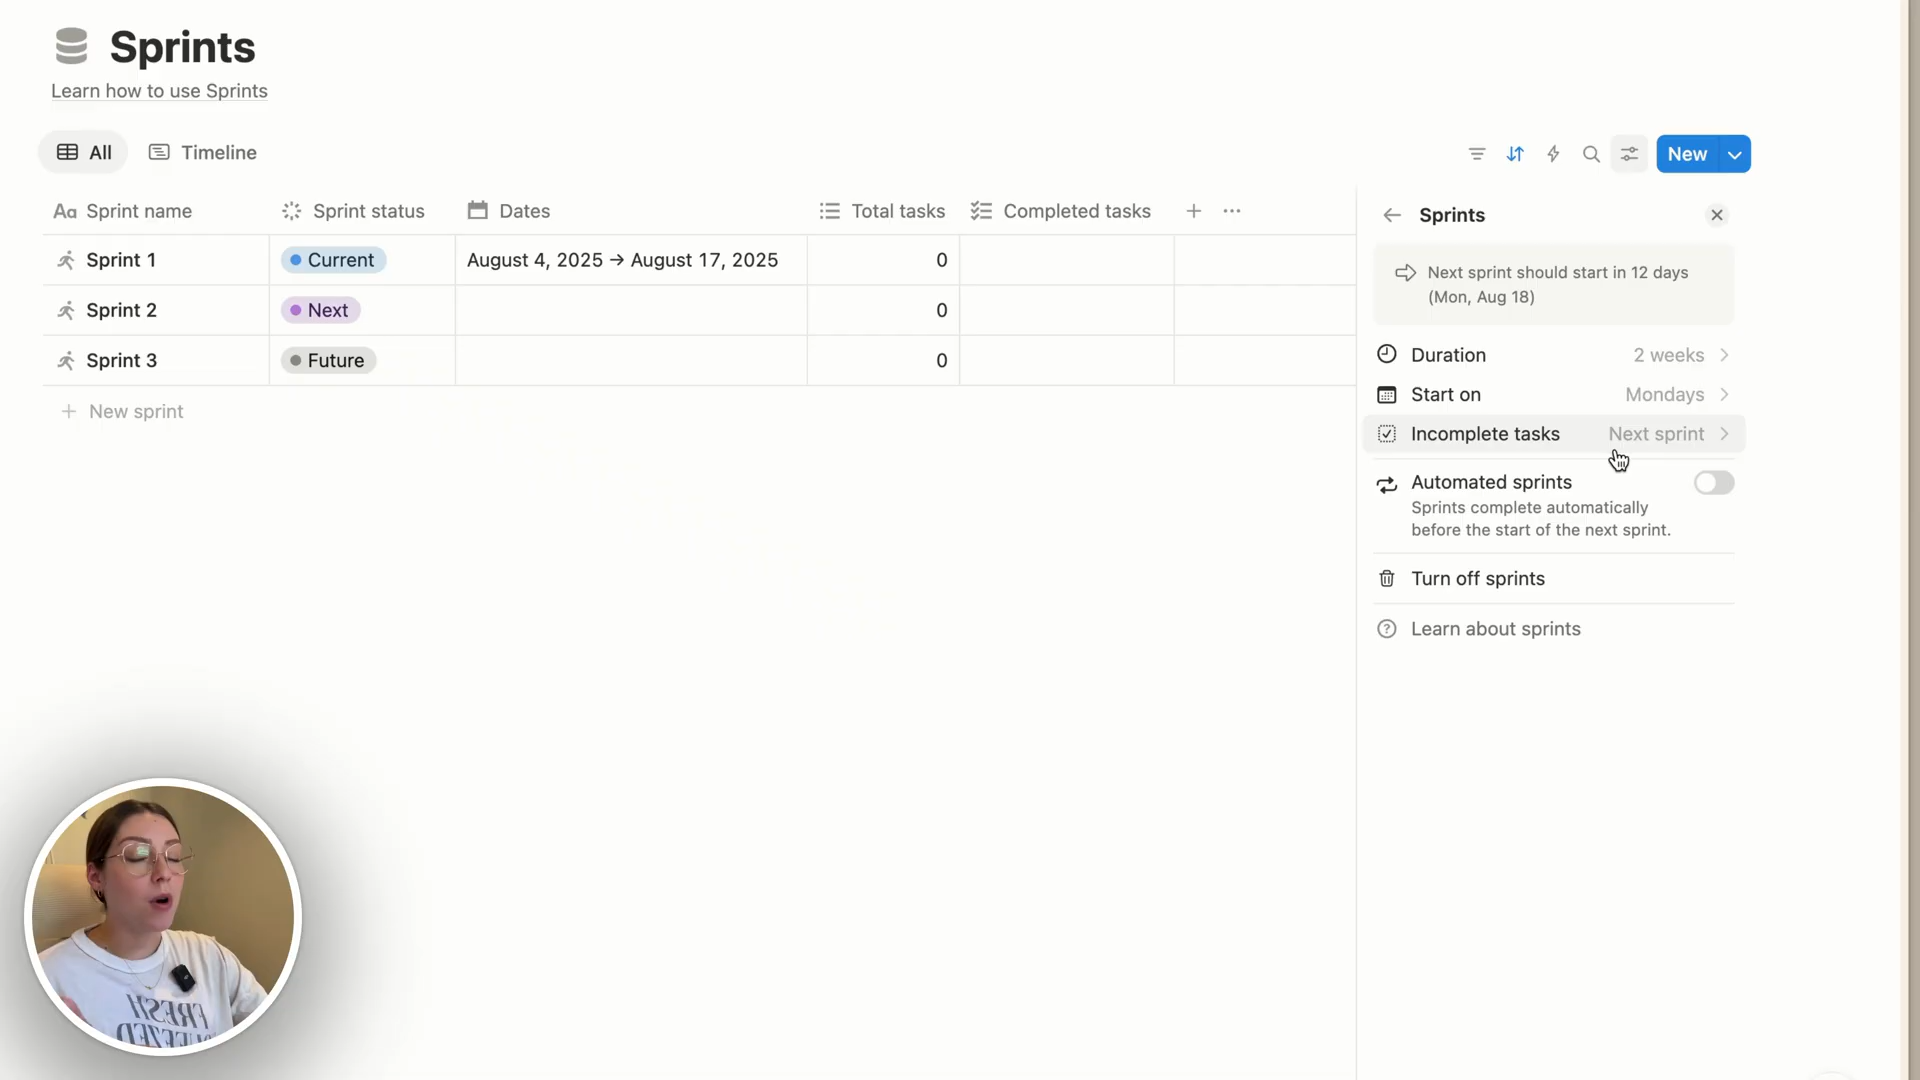 Sprints
Learn how to use Sprints
All
Timeline
New
Aa Sprint name
Sprint status
Dates
Total tasks
Completed tasks
Sprint 1
Current
August 4, 2025 → August 17, 2025
0
Sprint 2
Next
0
Sprint 3
Future
0
+ New sprint
Sprints
Next sprint should start in 12 days
(Mon, Aug 18)
Duration
2 weeks
Start on
Mondays
Incomplete tasks
Next sprint
Automated sprints
Sprints complete automatically
before the start of the next sprint.
Turn off sprints
Learn about sprints
FRESH